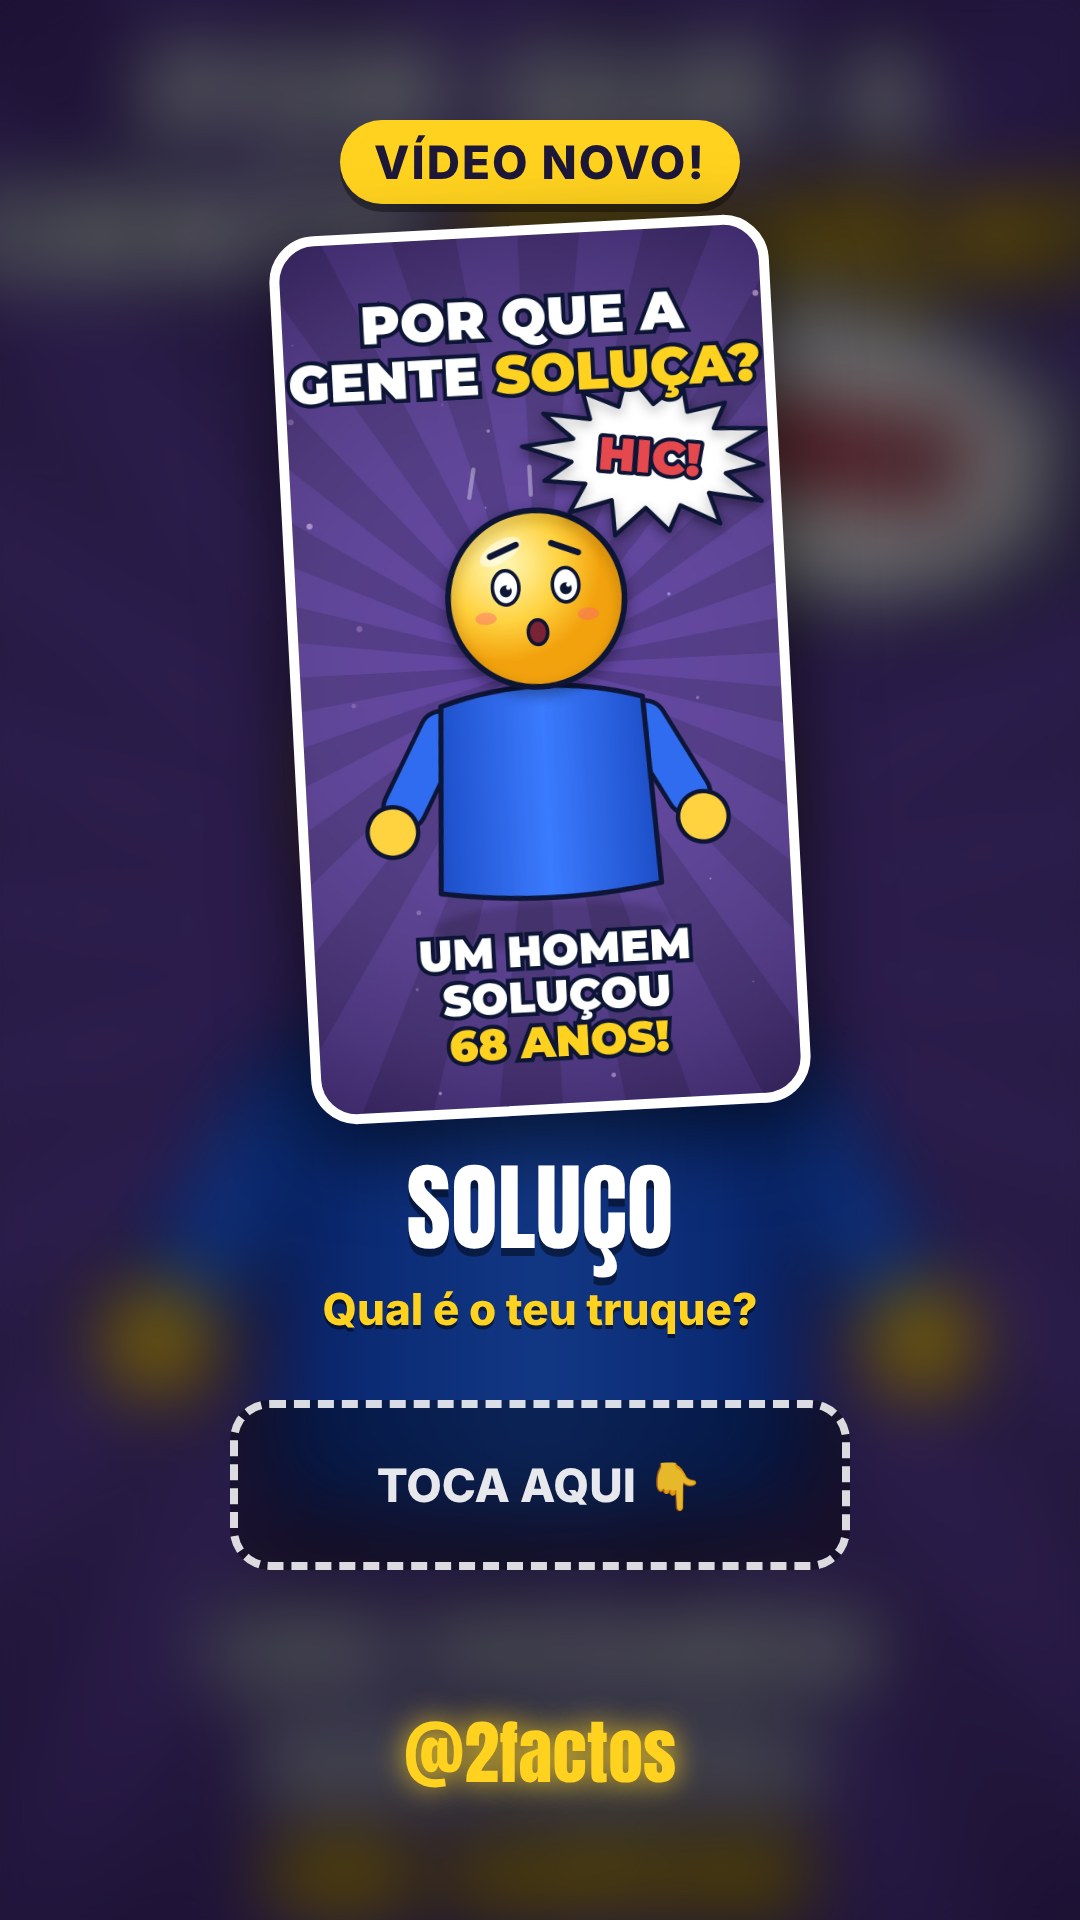 VÍDEO NOVO!
POR QUE A
GENTE SOLUÇA?
HIC!
UM HOMEM
SOLUÇOU
68 ANOS!
SOLUÇO
Qual é o teu truque?
TOCA AQUI 👇
@2factos